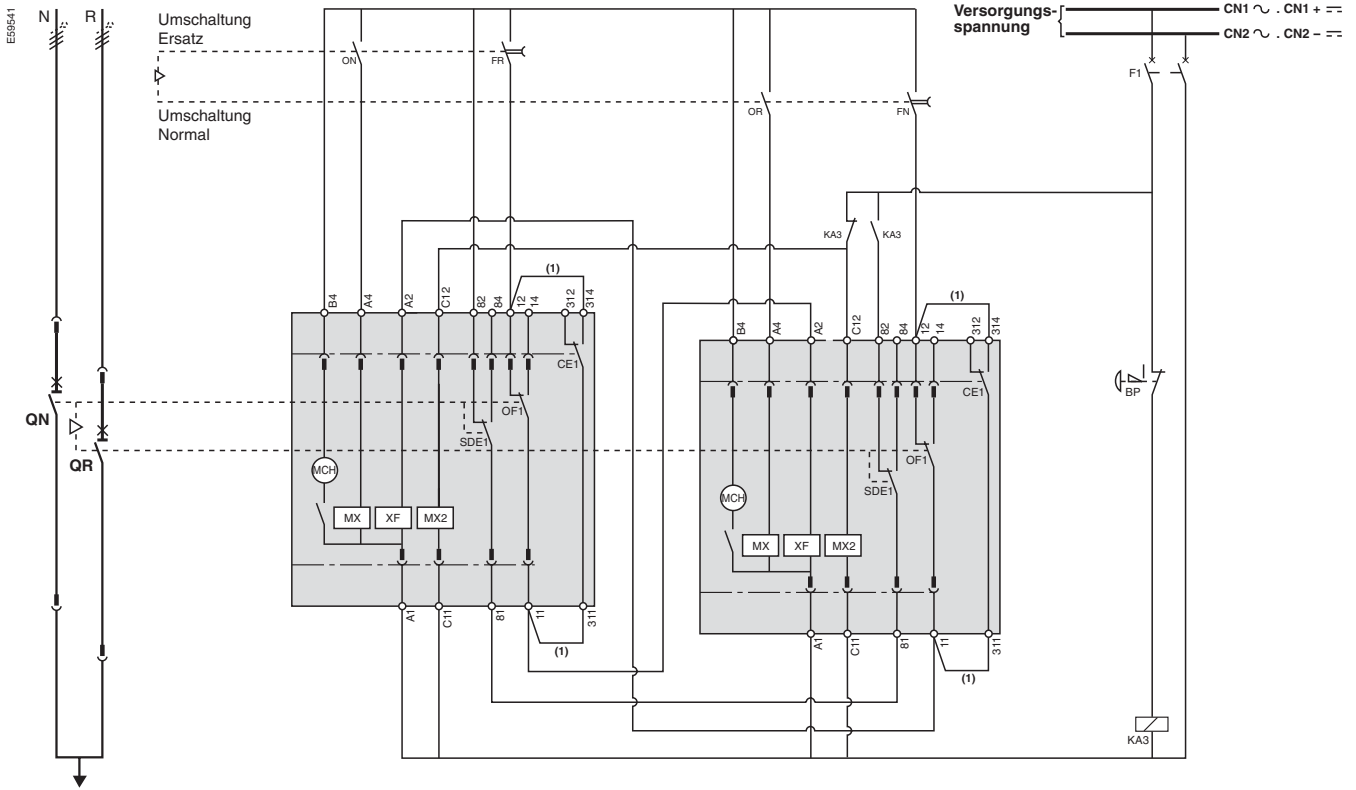 E59541
N
R
Umschaltung
Ersatz
Umschaltung
Normal
ON
FR
OR
FN
Versorgungs-
spannung
CN1 ∿ . CN1 + ⎓
CN2 ∿ . CN2 – ⎓
F1
KA3
KA3
(1)
B4
A4
A2
C12
82
84
12
14
312
314
CE1
OF1
SDE1
MCH
MX
XF
MX2
A1
C11
81
11
311
(1)
(1)
B4
A4
A2
C12
82
84
12
14
312
314
CE1
OF1
SDE1
MCH
MX
XF
MX2
A1
C11
81
11
311
(1)
QN
QR
BP
KA3